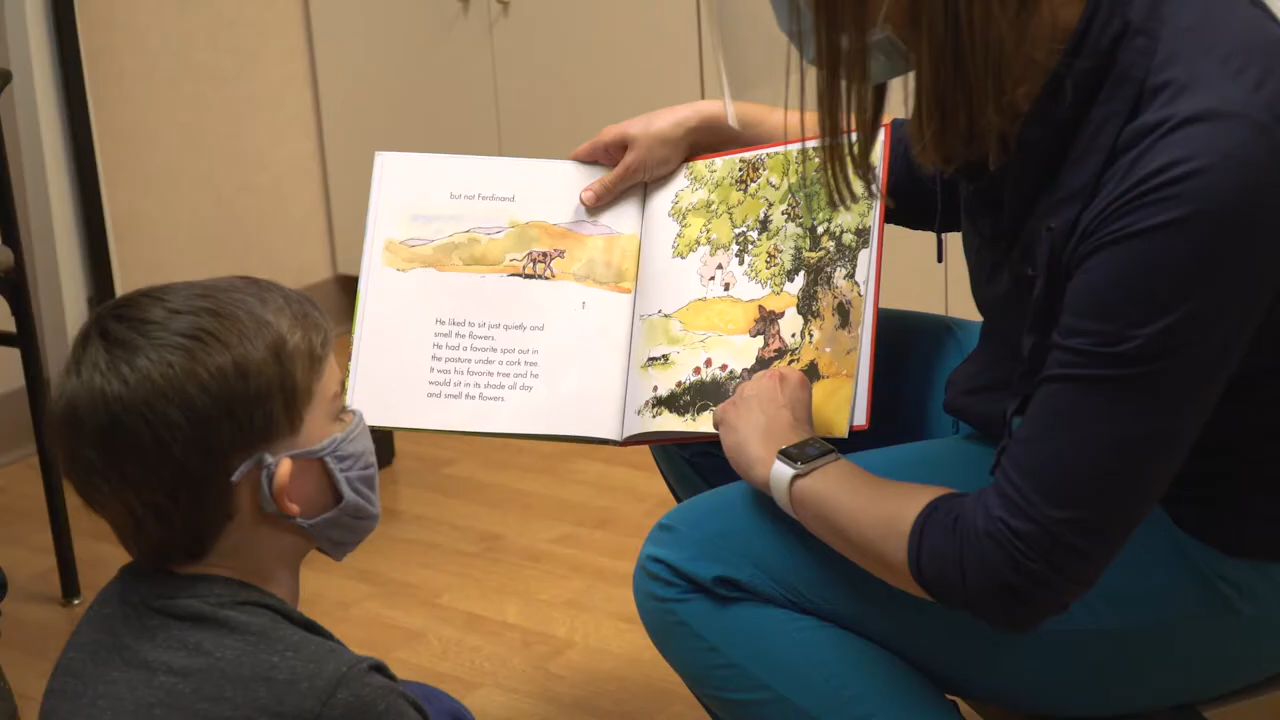 but not Ferdinand.
He liked to sit just quietly and
smell the flowers.
He had a favorite spot out in
the pasture under a cork tree.
It was his favorite tree and he
would sit in its shade all day
and smell the flowers.